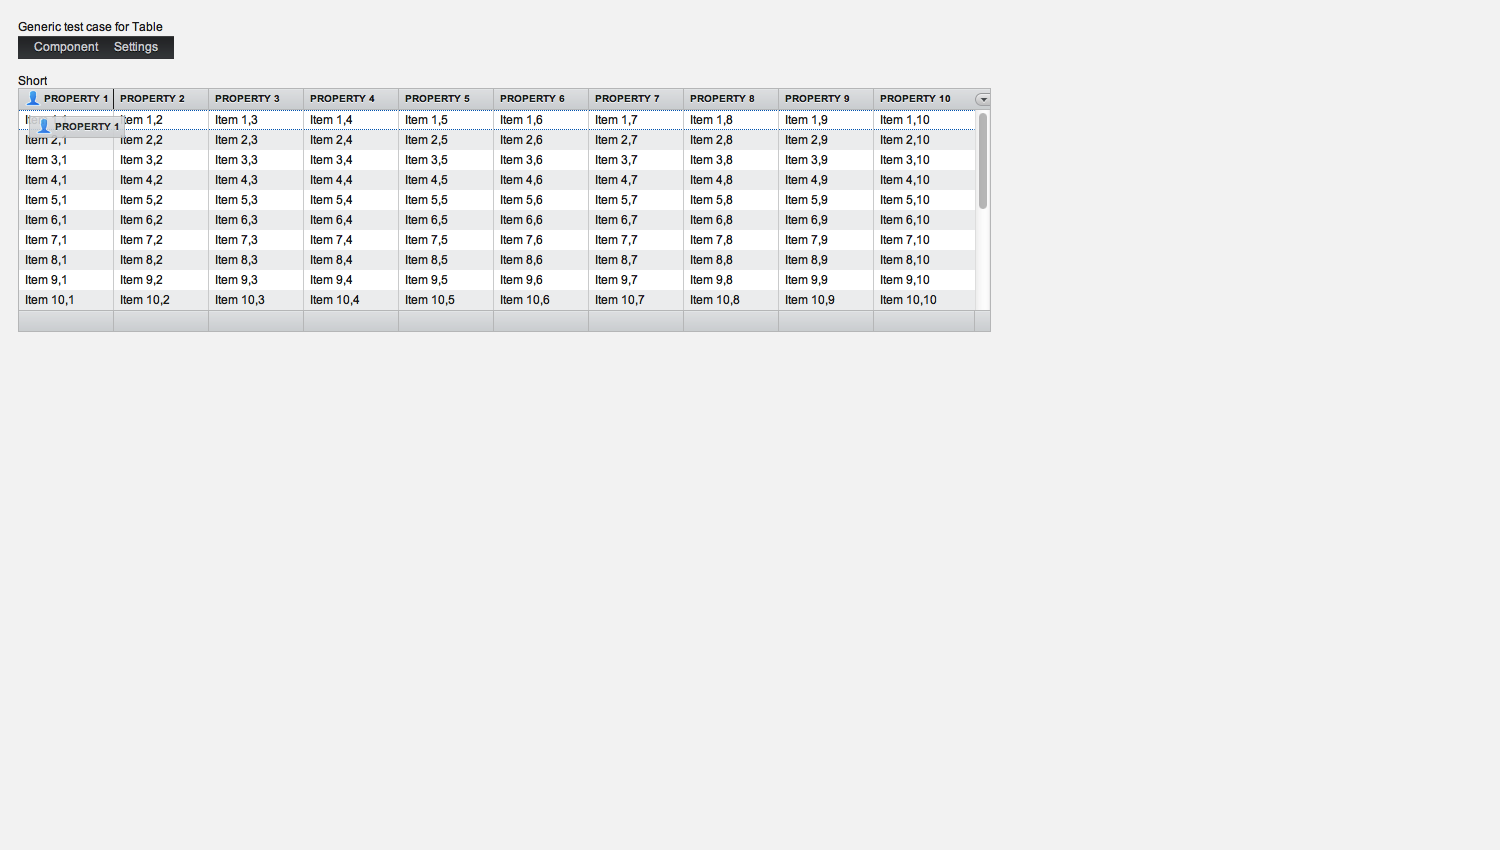 Generic test case for Table
Component Settings
Short
PROPERTY 1 PROPERTY 2 PROPERTY 3 PROPERTY 4 PROPERTY 5 PROPERTY 6 PROPERTY 7 PROPERTY 8 PROPERTY 9 PROPERTY 10
Item 1,2 Item 1,3 Item 1,4 Item 1,5 Item 1,6 Item 1,7 Item 1,8 Item 1,9 Item 1,10
PROPERTY 1
Item 2,1 Item 2,2 Item 2,3 Item 2,4 Item 2,5 Item 2,6 Item 2,7 Item 2,8 Item 2,9 Item 2,10
Item 3,1 Item 3,2 Item 3,3 Item 3,4 Item 3,5 Item 3,6 Item 3,7 Item 3,8 Item 3,9 Item 3,10
Item 4,1 Item 4,2 Item 4,3 Item 4,4 Item 4,5 Item 4,6 Item 4,7 Item 4,8 Item 4,9 Item 4,10
Item 5,1 Item 5,2 Item 5,3 Item 5,4 Item 5,5 Item 5,6 Item 5,7 Item 5,8 Item 5,9 Item 5,10
Item 6,1 Item 6,2 Item 6,3 Item 6,4 Item 6,5 Item 6,6 Item 6,7 Item 6,8 Item 6,9 Item 6,10
Item 7,1 Item 7,2 Item 7,3 Item 7,4 Item 7,5 Item 7,6 Item 7,7 Item 7,8 Item 7,9 Item 7,10
Item 8,1 Item 8,2 Item 8,3 Item 8,4 Item 8,5 Item 8,6 Item 8,7 Item 8,8 Item 8,9 Item 8,10
Item 9,1 Item 9,2 Item 9,3 Item 9,4 Item 9,5 Item 9,6 Item 9,7 Item 9,8 Item 9,9 Item 9,10
Item 10,1 Item 10,2 Item 10,3 Item 10,4 Item 10,5 Item 10,6 Item 10,7 Item 10,8 Item 10,9 Item 10,10